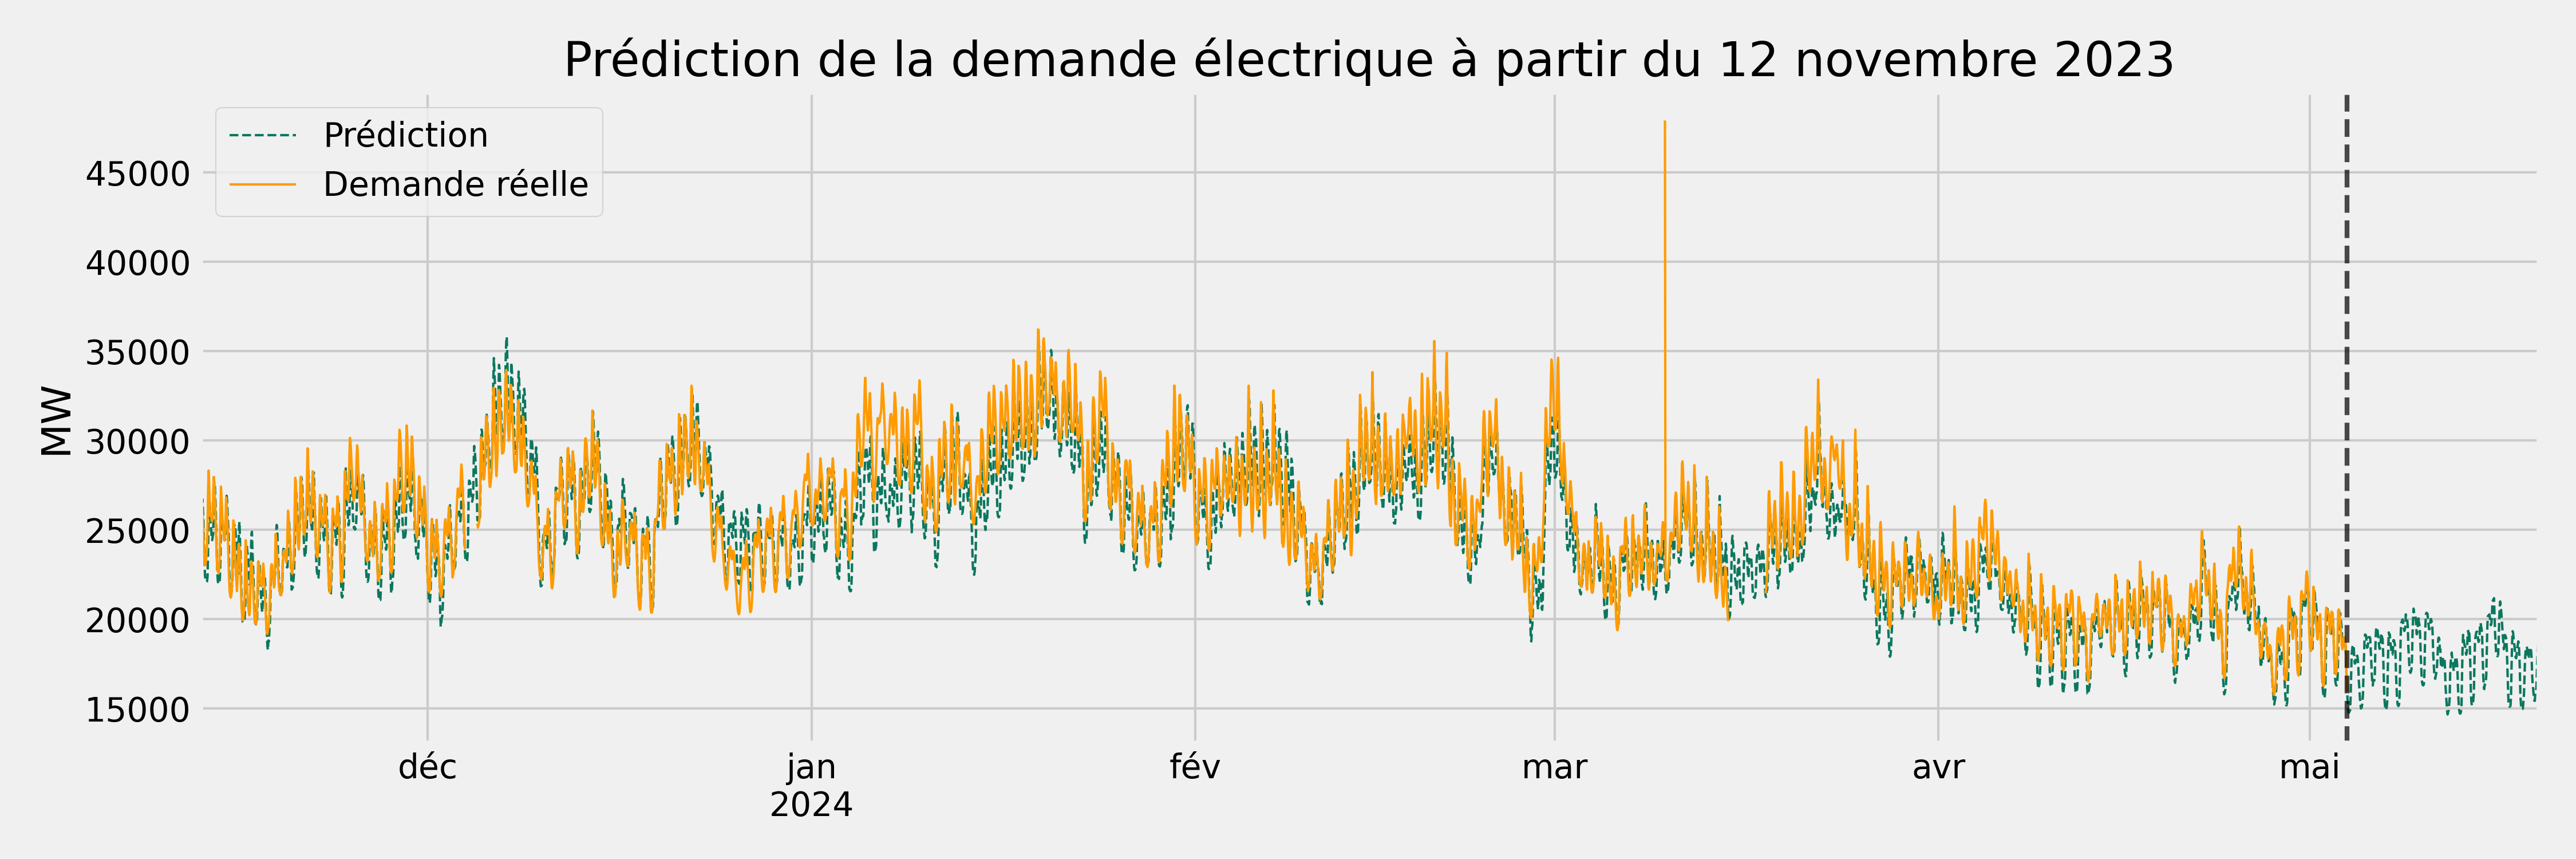 Prédiction de la demande électrique à partir du 12 novembre 2023
Prédiction
Demande réelle
MW
45000
40000
35000
30000
25000
20000
15000
déc
jan
2024
fév
mar
avr
mai